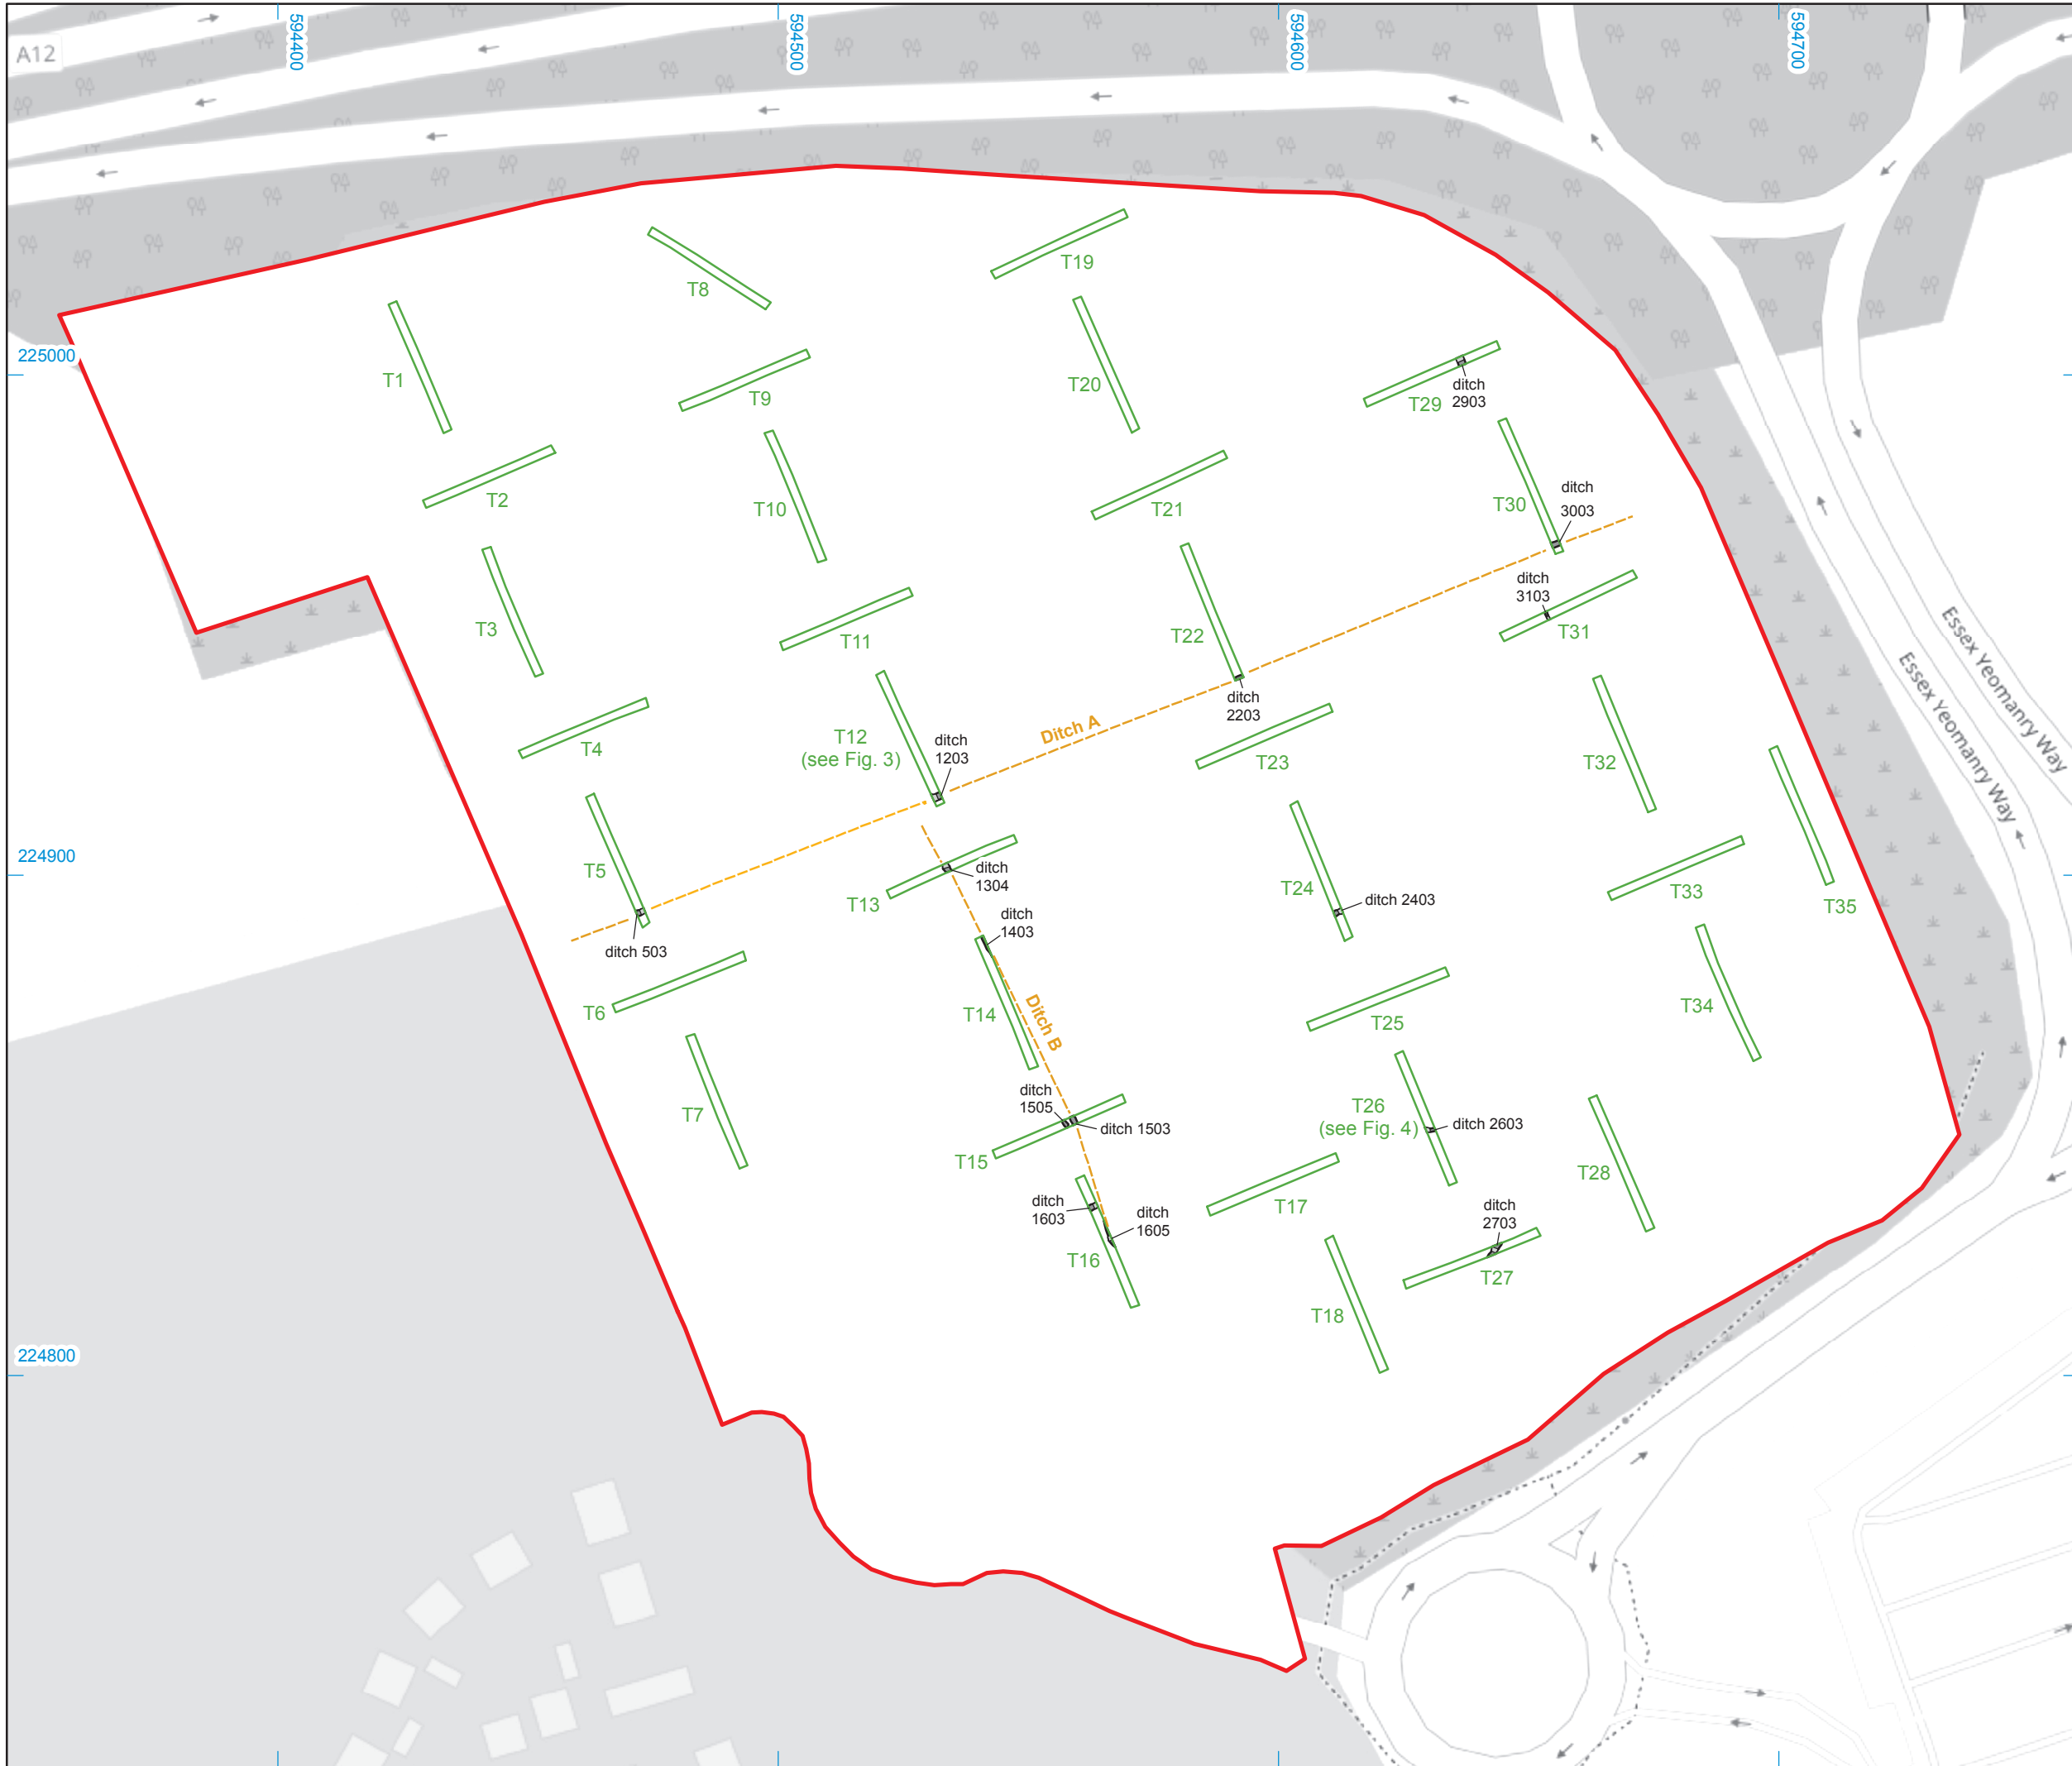 594400
594500
594600
594700
A12
T19
T8
225000
T1
T20
T9
T29
ditch
2903
T2
T10
T21
T30
ditch
3003
ditch
3103
T3
T11
T22
T31
ditch
2203
T4
T12
(see Fig. 3)
ditch
1203
Ditch A
T23
T32
Essex Yeomanry Way
Essex Yeomanry Way
224900
T5
T13
ditch
1304
T24
ditch 2403
T33
T35
ditch 503
ditch
1403
T6
T14
Ditch B
T25
T34
T7
ditch
1505
ditch 1503
T26
(see Fig. 4)
ditch 2603
T15
T28
ditch
1603
ditch
1605
T17
ditch
2703
T16
T27
T18
224800